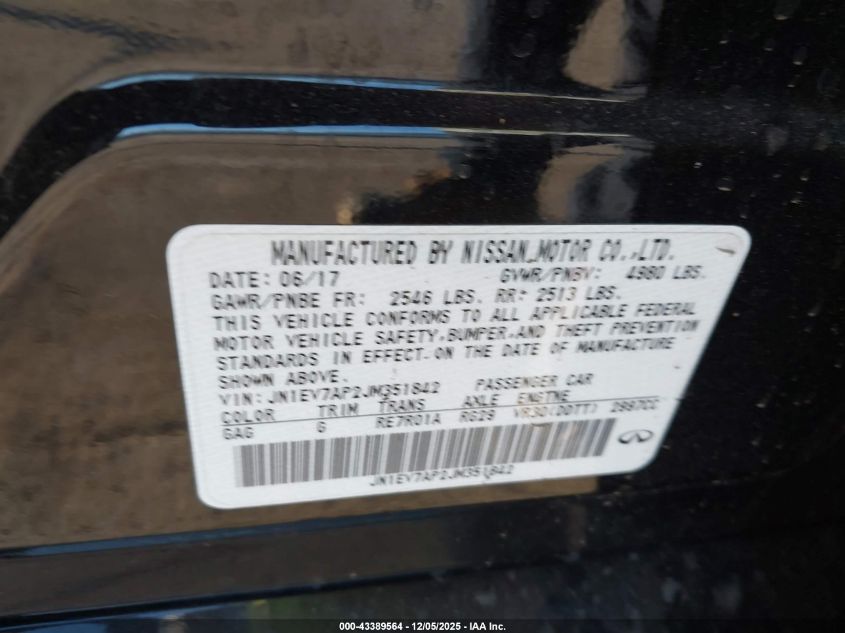 MANUFACTURED BY NISSAN MOTOR CO., LTD.
DATE: 06/17 GVWR/PNBV: 4980 LBS.
GAWR/PNBE FR: 2546 LBS. RR: 2513 LBS.
THIS VEHICLE CONFORMS TO ALL APPLICABLE FEDERAL
MOTOR VEHICLE SAFETY, BUMPER, AND THEFT PREVENTION
STANDARDS IN EFFECT ON THE DATE OF MANUFACTURE
SHOWN ABOVE.
VIN: JN1EV7AP2JM351842 PASSENGER CAR
COLOR TRIM TRANS AXLE ENGINE
GAG G RE7R01A RG29 VR30(DDTT) 2997CC
JN1EV7AP2JM351842
000-43389564 - 12/05/2025 - IAA Inc.